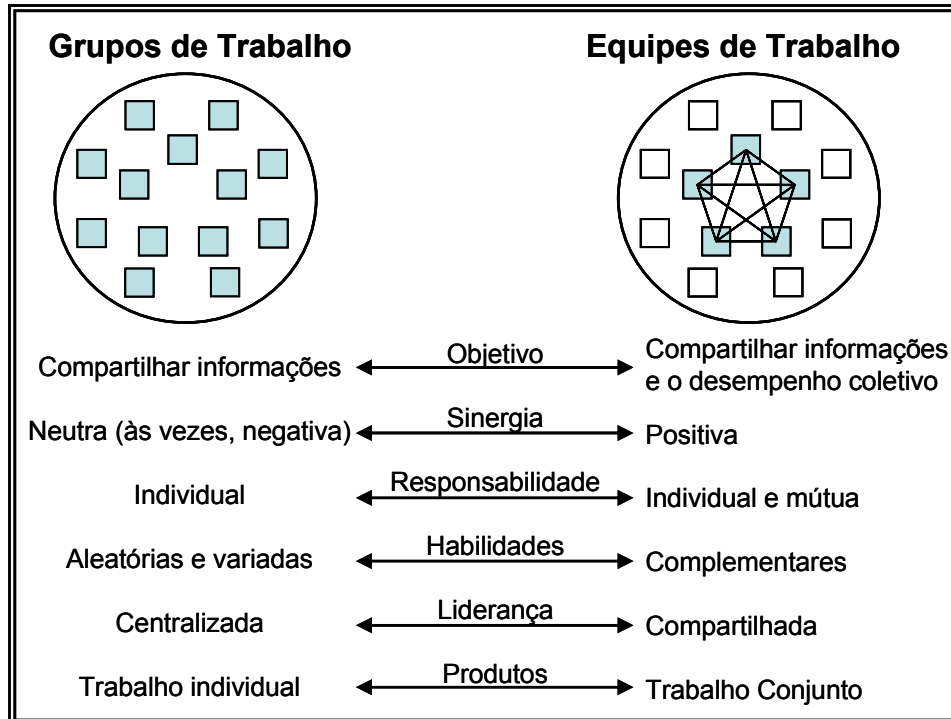 Grupos de Trabalho
Equipes de Trabalho
Compartilhar informações
Objetivo
Compartilhar informações
e o desempenho coletivo
Neutra (às vezes, negativa)
Sinergia
Positiva
Individual
Responsabilidade
Individual e mútua
Aleatórias e variadas
Habilidades
Complementares
Centralizada
Liderança
Compartilhada
Trabalho individual
Produtos
Trabalho Conjunto